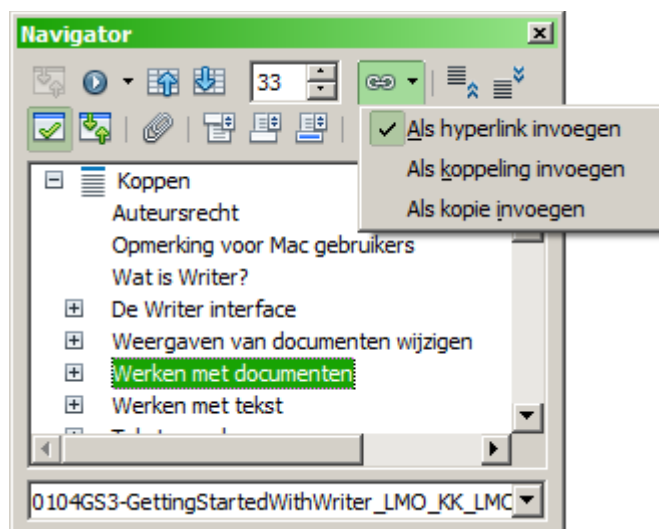 Navigator
33
Als hyperlink invoegen
Als koppeling invoegen
Als kopie invoegen
Koppen
Auteursrecht
Opmerking voor Mac gebruikers
Wat is Writer?
De Writer interface
Weergaven van documenten wijzigen
Werken met documenten
Werken met tekst
0104GS3-GettingStartedWithWriter_LMO_KK_LMC